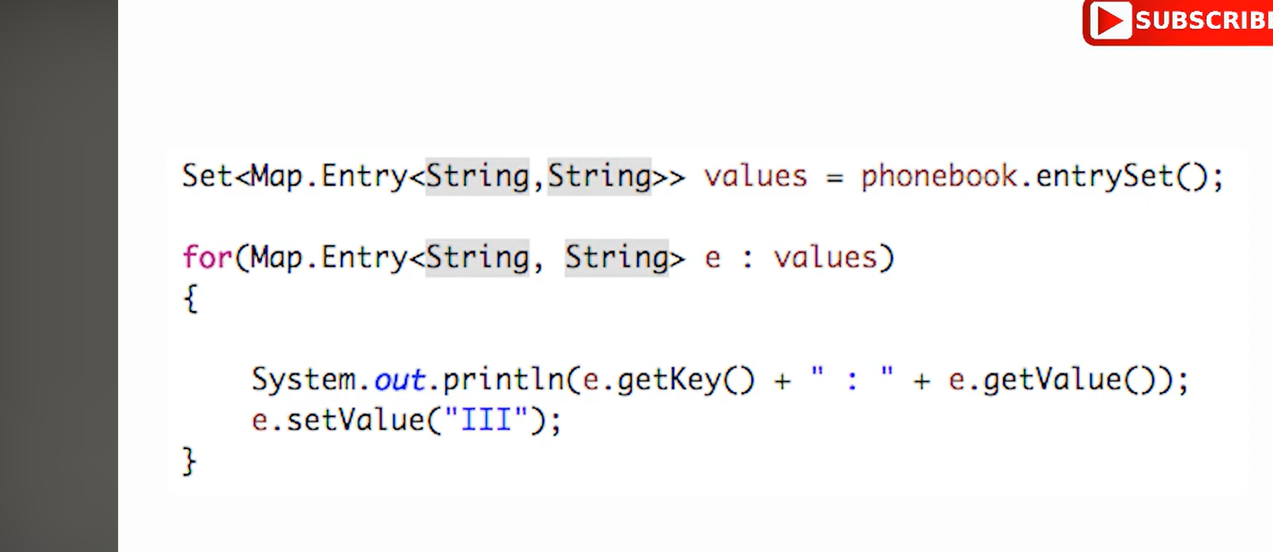 SUBSCRIBE
Set<Map.Entry<String,String>> values = phonebook.entrySet();
for(Map.Entry<String, String> e : values)
{
System.out.println(e.getKey() + " : " + e.getValue());
e.setValue("III");
}